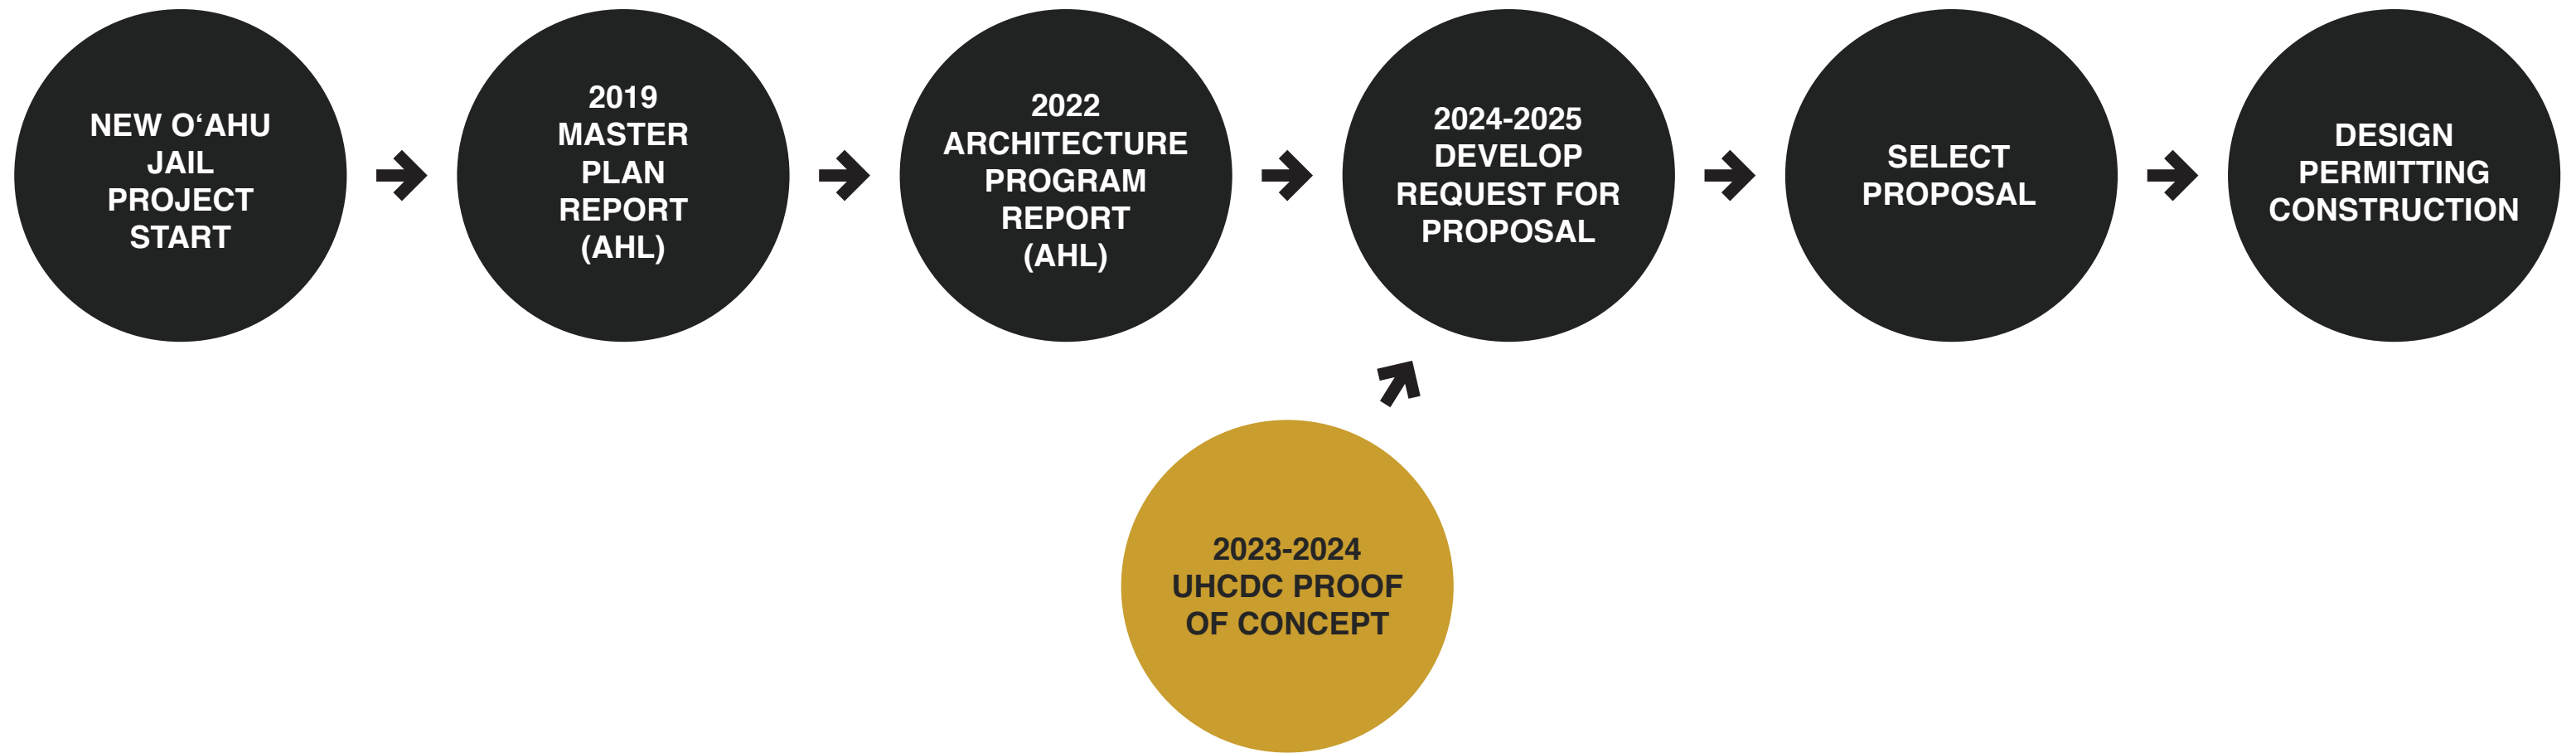 NEW O‘AHU
JAIL
PROJECT
START
2019
MASTER
PLAN
REPORT
(AHL)
2022
ARCHITECTURE
PROGRAM
REPORT
(AHL)
2024-2025
DEVELOP
REQUEST FOR
PROPOSAL
SELECT
PROPOSAL
DESIGN
PERMITTING
CONSTRUCTION
2023-2024
UHCDC PROOF
OF CONCEPT